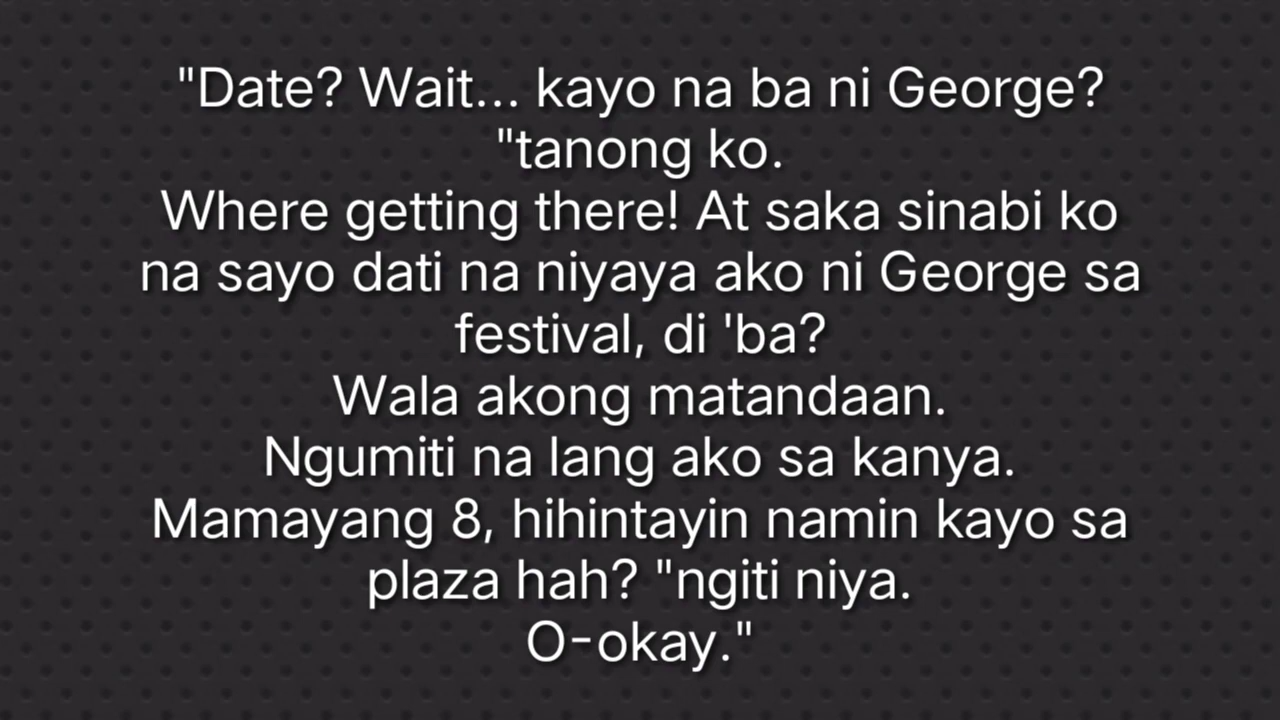 "Date? Wait... kayo na ba ni George?
"tanong ko.
Where getting there! At saka sinabi ko
na sayo dati na niyaya ako ni George sa
festival, di 'ba?
Wala akong matandaan.
Ngumiti na lang ako sa kanya.
Mamayang 8, hihintayin namin kayo sa
plaza hah? "ngiti niya.
O-okay."